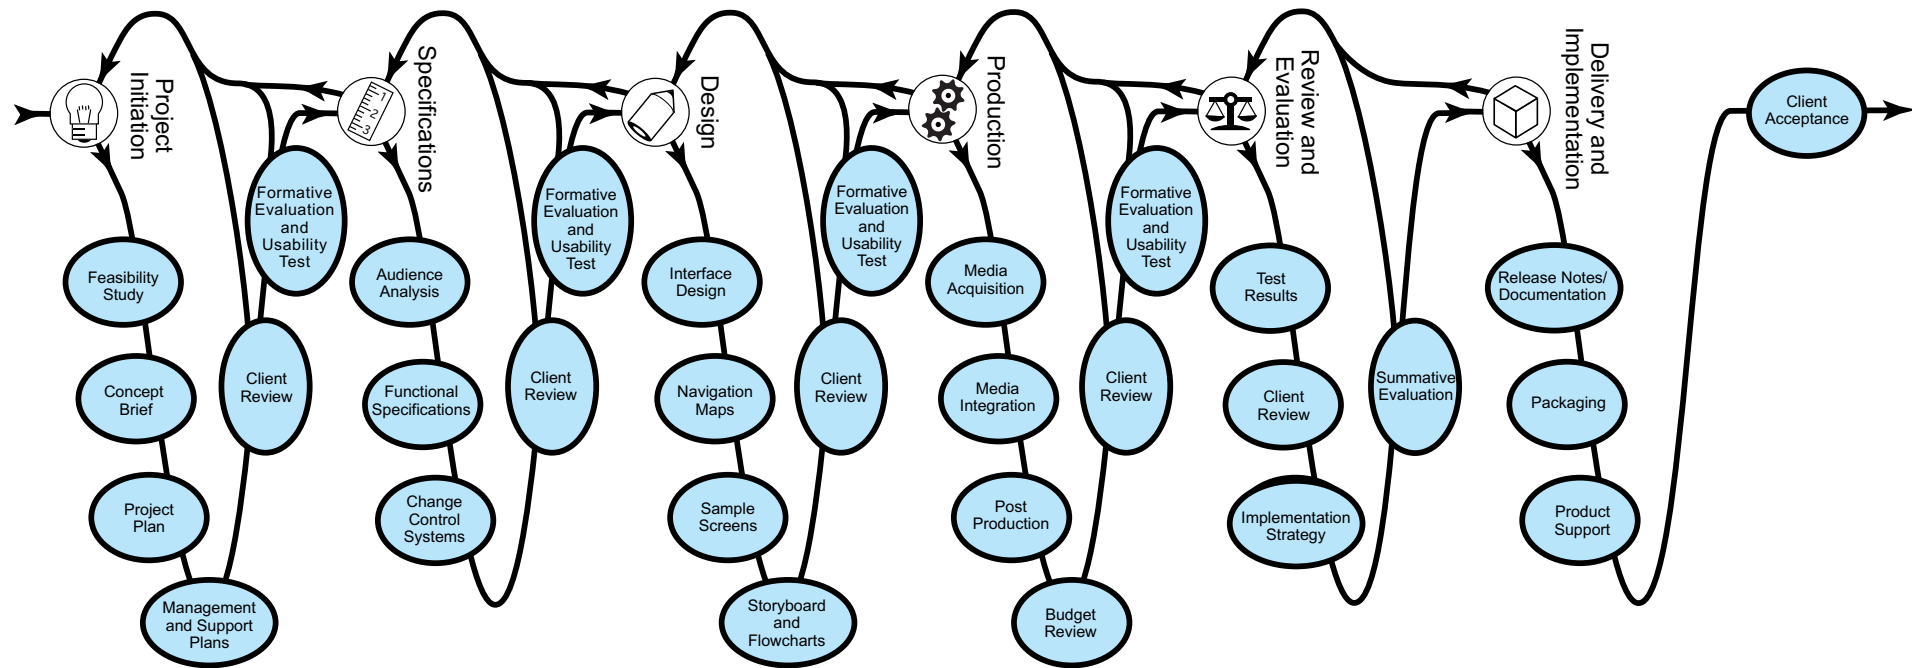 Project
Initiation
Feasibility
Study
Concept
Brief
Project
Plan
Management
and Support
Plans
Client
Review
Formative
Evaluation
and
Usability
Test
Specifications
1
2
3
Audience
Analysis
Functional
Specifications
Change
Control
Systems
Client
Review
Formative
Evaluation
and
Usability
Test
Design
Interface
Design
Navigation
Maps
Sample
Screens
Storyboard
and
Flowcharts
Client
Review
Formative
Evaluation
and
Usability
Test
Production
Media
Acquisition
Media
Integration
Post
Production
Budget
Review
Client
Review
Formative
Evaluation
and
Usability
Test
Review and
Evaluation
Test
Results
Client
Review
Implementation
Strategy
Summative
Evaluation
Delivery and
Implementation
Release Notes/
Documentation
Packaging
Product
Support
Client
Acceptance